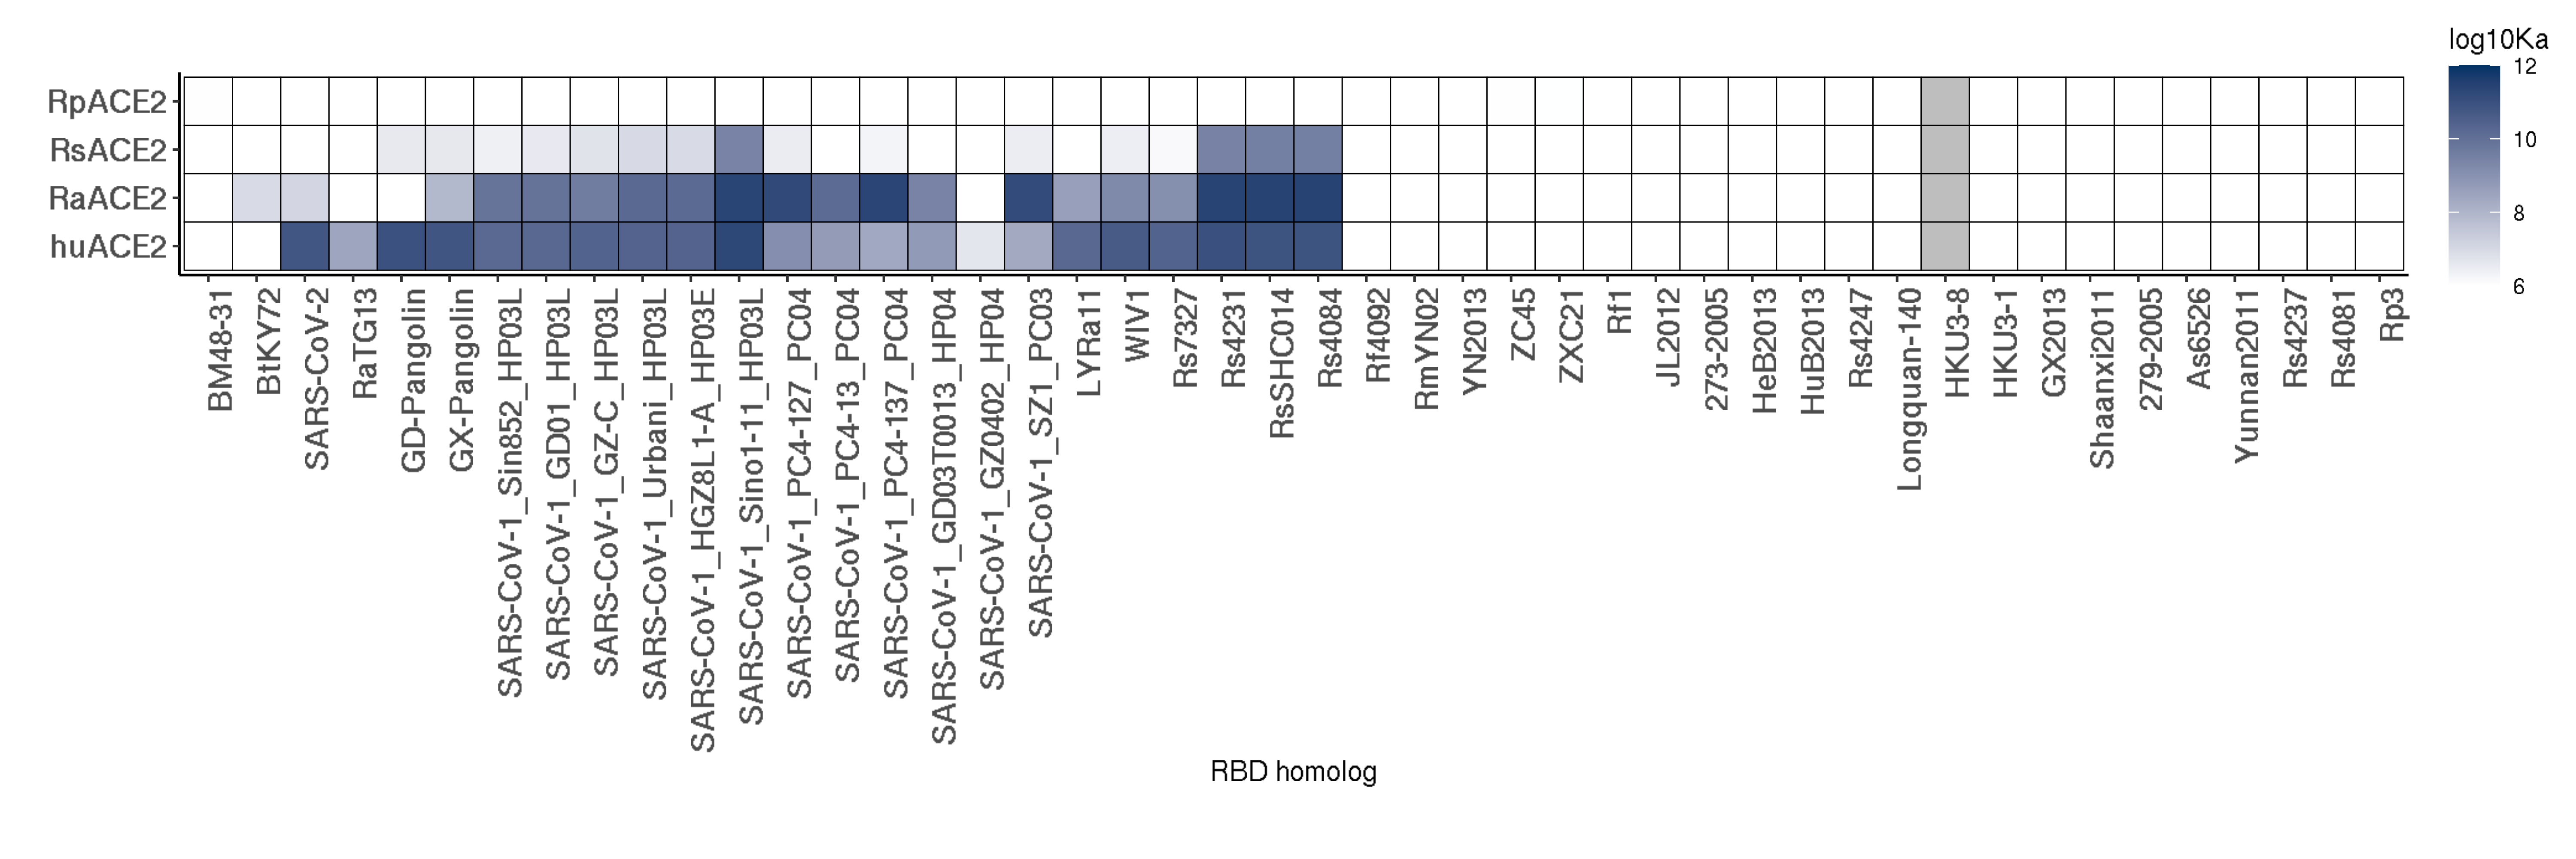 log10Ka
12
10
8
6
RpACE2
RsACE2
RaACE2
huACE2
BM48-31
BtKY72
SARS-CoV-2
RaTG13
GD-Pangolin
GX-Pangolin
SARS-CoV-1_Sin852_HP03L
SARS-CoV-1_GD01_HP03L
SARS-CoV-1_GZ-C_HP03L
SARS-CoV-1_Urbani_HP03L
SARS-CoV-1_HGZ8L1-A_HP03E
SARS-CoV-1_Sino1-11_HP03L
SARS-CoV-1_PC4-127_PC04
SARS-CoV-1_PC4-13_PC04
SARS-CoV-1_PC4-137_PC04
SARS-CoV-1_GD03T0013_HP04
SARS-CoV-1_GZ0402_HP04
SARS-CoV-1_SZ1_PC03
LYRa11
WIV1
Rs7327
Rs4231
RsSHC014
Rs4084
Rf4092
RmYN02
YN2013
ZC45
ZXC21
Rf1
JL2012
273-2005
HeB2013
HuB2013
Rs4247
Longquan-140
HKU3-8
HKU3-1
GX2013
Shaanxi2011
279-2005
As6526
Yunnan2011
Rs4237
Rs4081
Rp3
RBD homolog